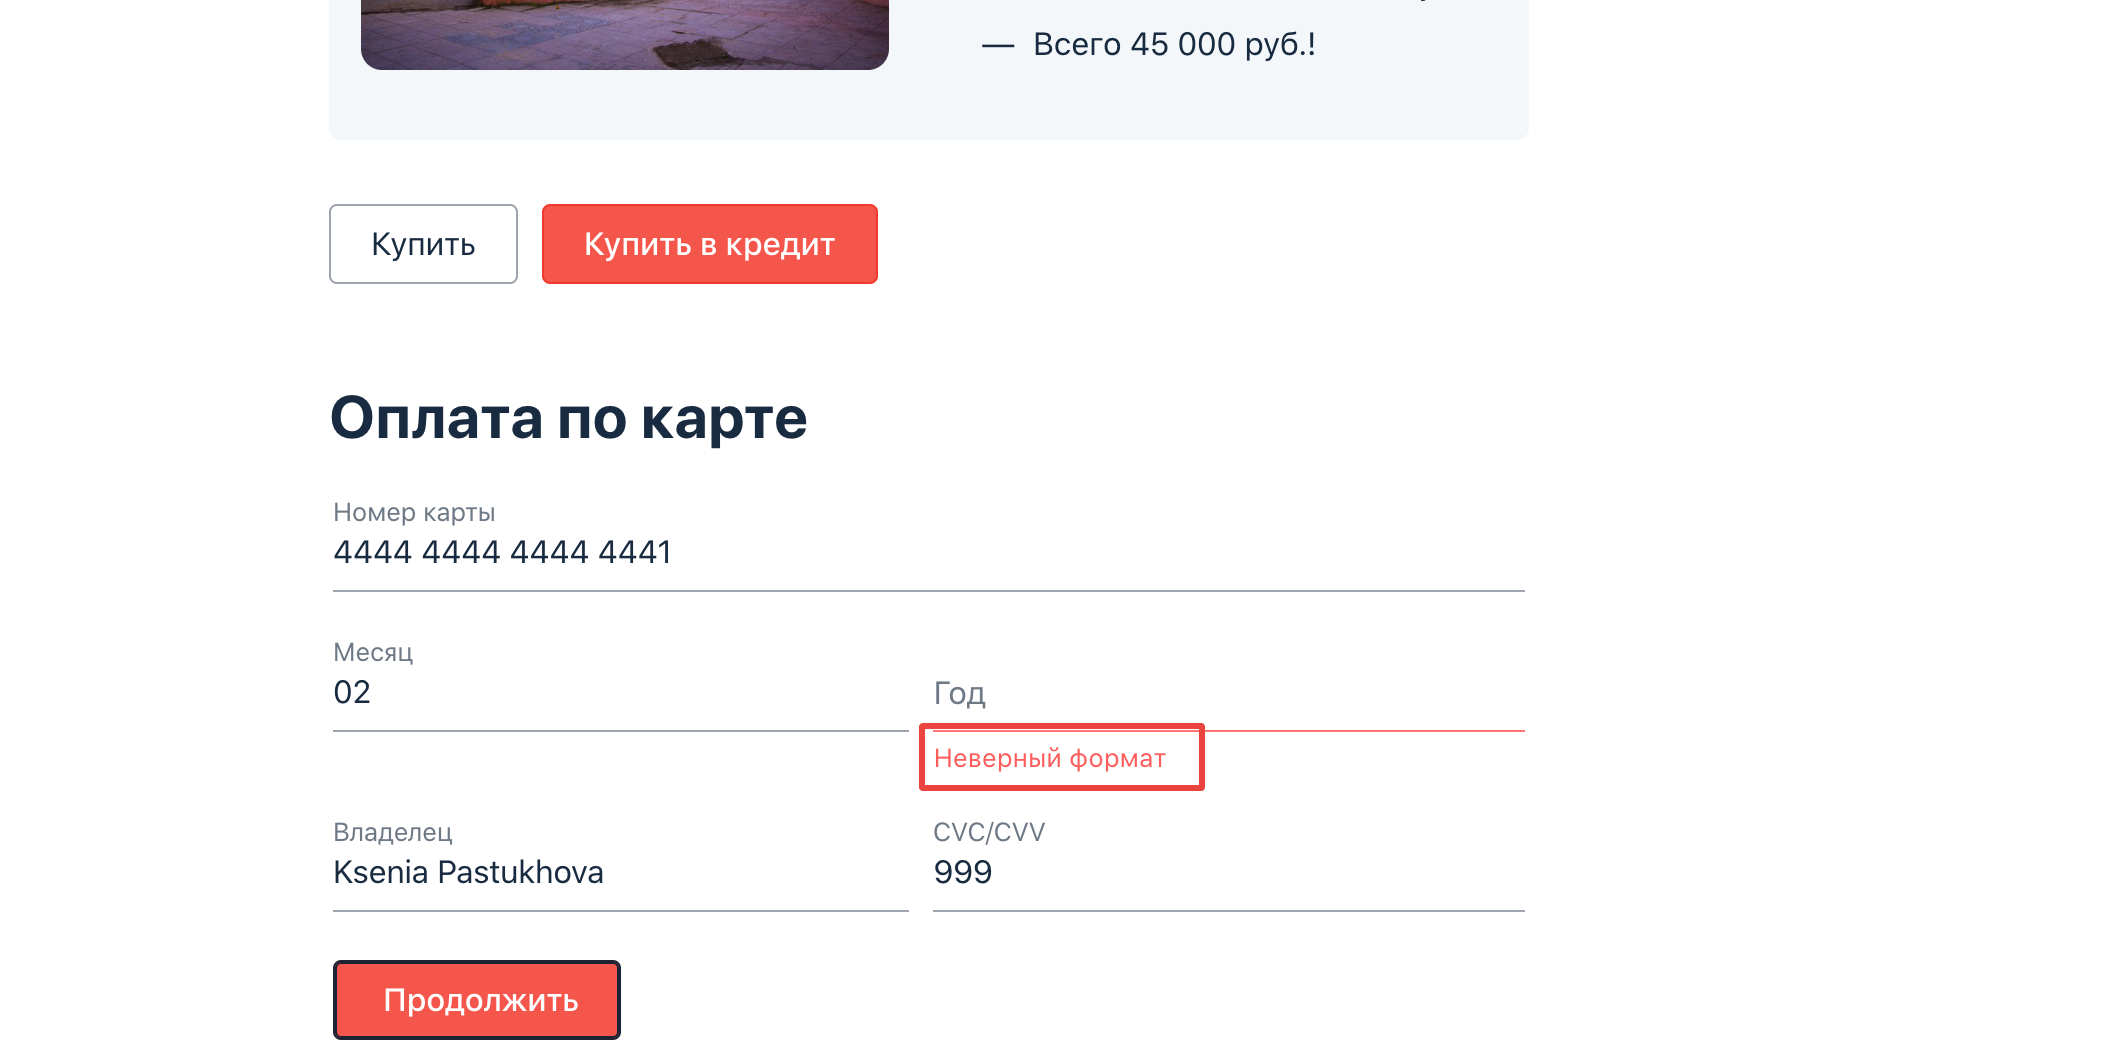 — Всего 45 000 руб.!
Купить
Купить в кредит
Оплата по карте
Номер карты
4444 4444 4444 4441
Месяц
02
Год
Неверный формат
Владелец
Ksenia Pastukhova
CVC/CVV
999
Продолжить